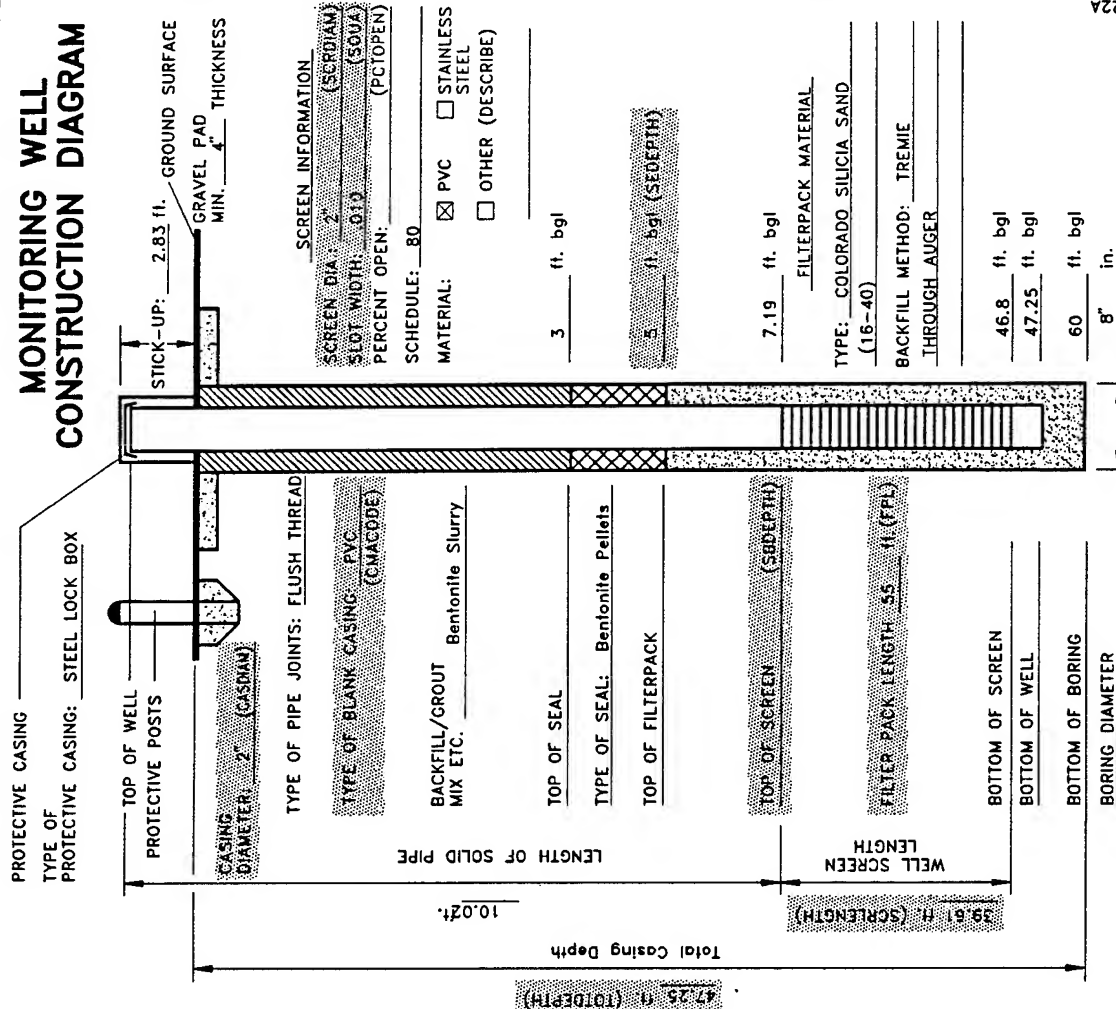 MONITORING WELL
CONSTRUCTION DIAGRAM
PROTECTIVE CASING
TYPE OF
PROTECTIVE CASING: STEEL LOCK BOX
TOP OF WELL
PROTECTIVE POSTS
STICK-UP: 2.83 ft.
GROUND SURFACE
GRAVEL PAD
MIN. 4" THICKNESS
CASING
DIAMETER: 2" (CASDIAM)
TYPE OF PIPE JOINTS: FLUSH THREAD
TYPE OF BLANK CASING: PVC
(CMACODE)
BACKFILL/GROUT
MIX ETC. Bentonite Slurry
SCREEN INFORMATION
SCREEN DIA.: 2" (SCRDIAM)
SLOT WIDTH: .010 (SOUA)
PERCENT OPEN: (PCTOPEN)
SCHEDULE: 80
MATERIAL: ☒ PVC ☐ STAINLESS
STEEL
☐ OTHER (DESCRIBE)
TOP OF SEAL 3 ft. bgl
TYPE OF SEAL: Bentonite Pellets
TOP OF FILTERPACK 5 ft. bgl (SEDEPTH)
TOP OF SCREEN (SBDEPTH) 7.19 ft. bgl
FILTERPACK MATERIAL
TYPE: COLORADO SILICIA SAND
(16-40)
BACKFILL METHOD: TREMIE
THROUGH AUGER
FILTER PACK LENGTH 55 ft (FPL)
BOTTOM OF SCREEN 46.8 ft. bgl
BOTTOM OF WELL 47.25 ft. bgl
BOTTOM OF BORING 60 ft. bgl
BORING DIAMETER 8" in.
LENGTH OF SOLID PIPE
10.02ft.
WELL SCREEN
LENGTH
39.61 ft. (SCRLENGTH)
Total Casing Depth
47.25 ft (TOTDEPTH)